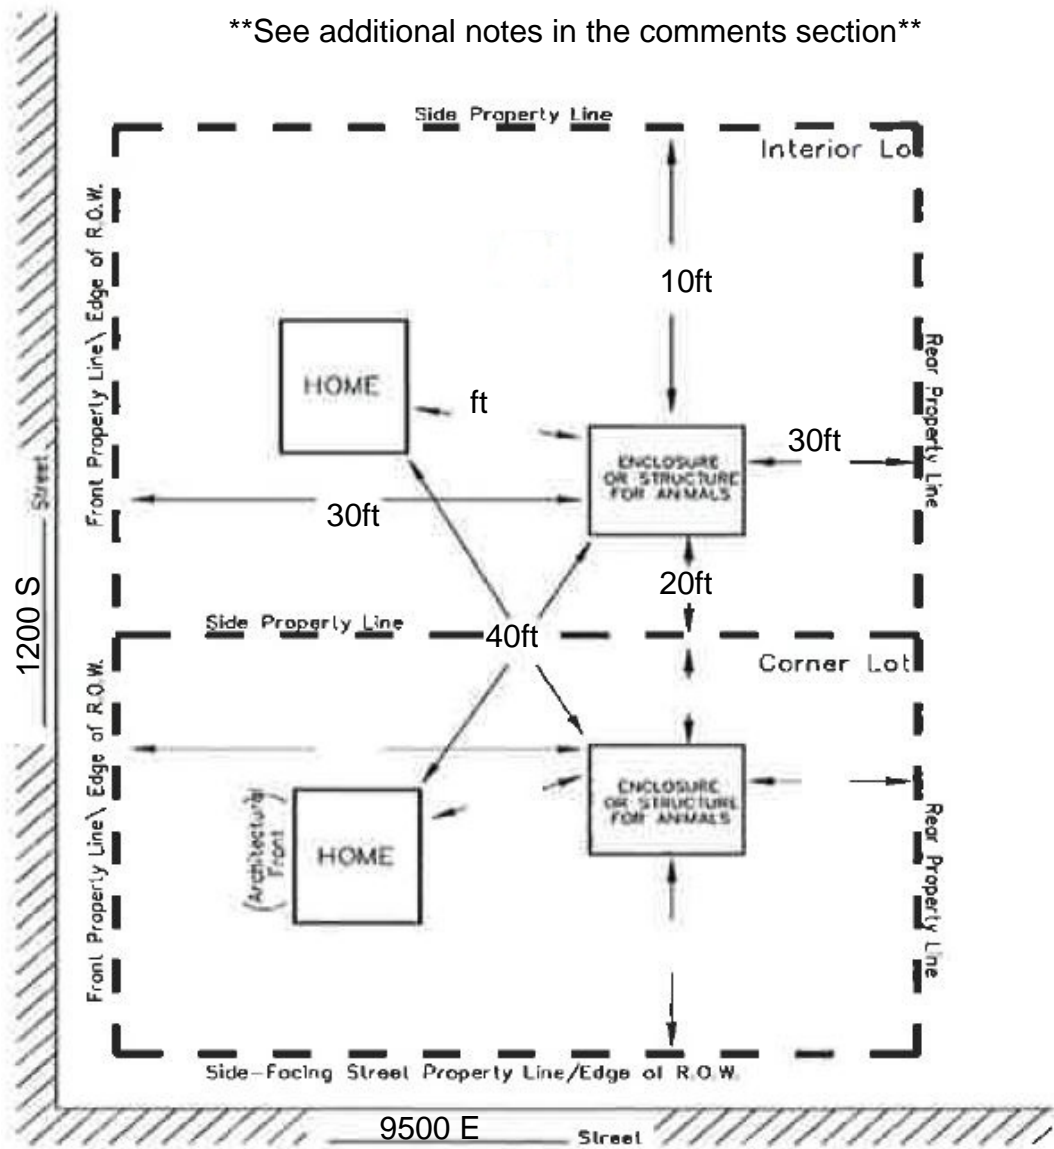 **See additional notes in the comments section**
Side Property Line
Interior Lo
Front Property Line\ Edge of R.O.W.
10ft
HOME
ft
ENCLOSURE
OR STRUCTURE
FOR ANIMALS
30ft
Rear Property Line
30ft
Street
1200 S
20ft
Side Property Line
40ft
Corner Lot
Front Property Line\ Edge of R.O.W.
(Architectural
Front)
HOME
ENCLOSURE
OR STRUCTURE
FOR ANIMALS
Rear Property Line
Side-Facing Street Property Line/Edge of R.O.W.
9500 E
Street